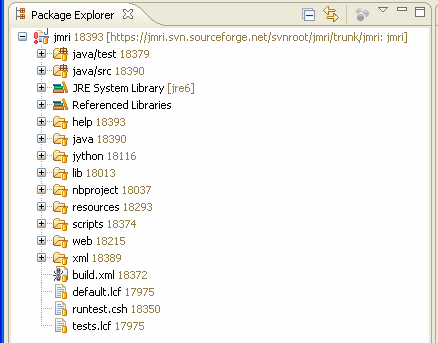 Package Explorer
jmri 18393 [https://jmri.svn.sourceforge.net/svnroot/jmri/trunk/jmri: jmri]
java/test 18379
java/src 18390
JRE System Library [jre6]
Referenced Libraries
help 18393
java 18390
jython 18116
lib 18013
nbproject 18037
resources 18293
scripts 18374
web 18215
xml 18389
build.xml 18372
default.lcf 17975
runtest.csh 18350
tests.lcf 17975